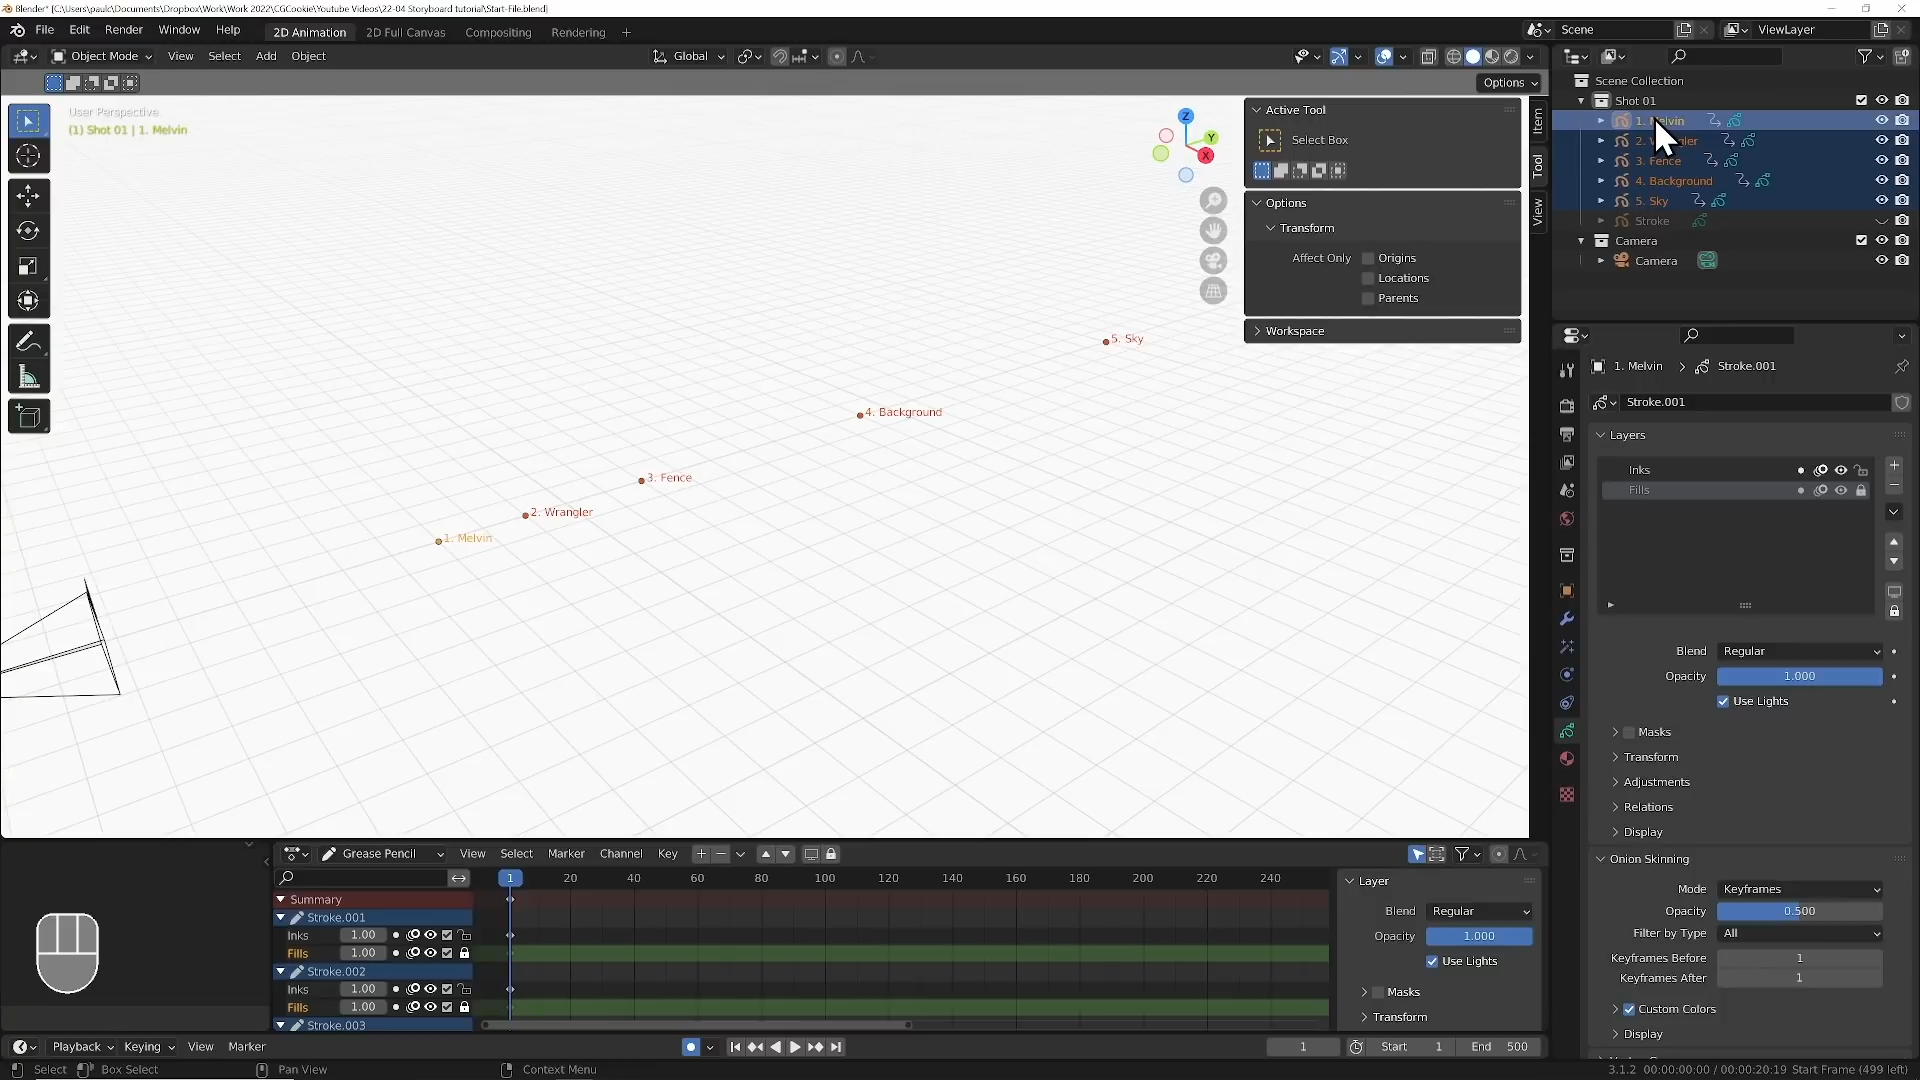 Blender* [C:\Users\paulc\Documents\Dropbox\Work\Work 2022\CGCookie\Youtube Videos\22-04 Storyboard tutorial\Start-File.blend]
File Edit Render Window Help 2D Animation 2D Full Canvas Compositing Rendering + Scene ViewLayer
Object Mode View Select Add Object Global
Options
User Perspective
(1) Shot 01 | 1. Melvin
Z
Y
X
Active Tool
Select Box
Options
Transform
Affect Only Origins
Locations
Parents
Workspace
Item
Tool
View
Scene Collection
Shot 01
1. Melvin
2. W gler
3. Fence
4. Background
5. Sky
Stroke
Camera
Camera
5. Sky
4. Background
3. Fence
2. Wrangler
1. Melvin
1. Melvin > Stroke.001
Stroke.001
Layers
Inks
Fills
Blend Regular
Opacity 1.000
Use Lights
Masks
Transform
Adjustments
Relations
Display
Onion Skinning
Mode Keyframes
Opacity 0.500
Filter by Type All
Keyframes Before 1
Keyframes After 1
Custom Colors
Display
Grease Pencil View Select Marker Channel Key
1 20 40 60 80 100 120 140 160 180 200 220 240
Summary
Stroke.001
Inks 1.00
Fills 1.00
Stroke.002
Inks 1.00
Fills 1.00
Stroke.003
Layer
Blend Regular
Opacity 1.000
Use Lights
Masks
Transform
Playback Keying View Marker 1 Start 1 End 500
Select Box Select Pan View Context Menu 3.1.2 00:00:00:00 / 00:00:20:19 Start Frame (499 left)